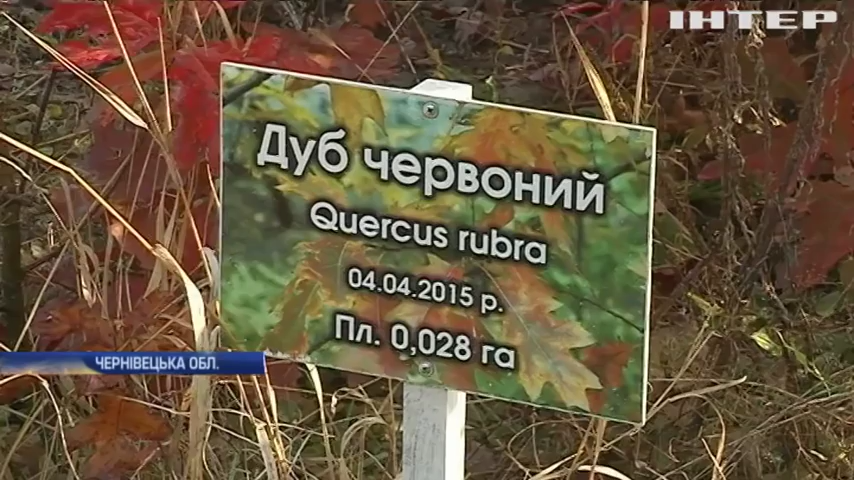 ІНТЕР
Дуб червоний
Quercus rubra
04.04.2015 р.
Пл. 0,028 га
ЧЕРНІВЕЦЬКА ОБЛ.